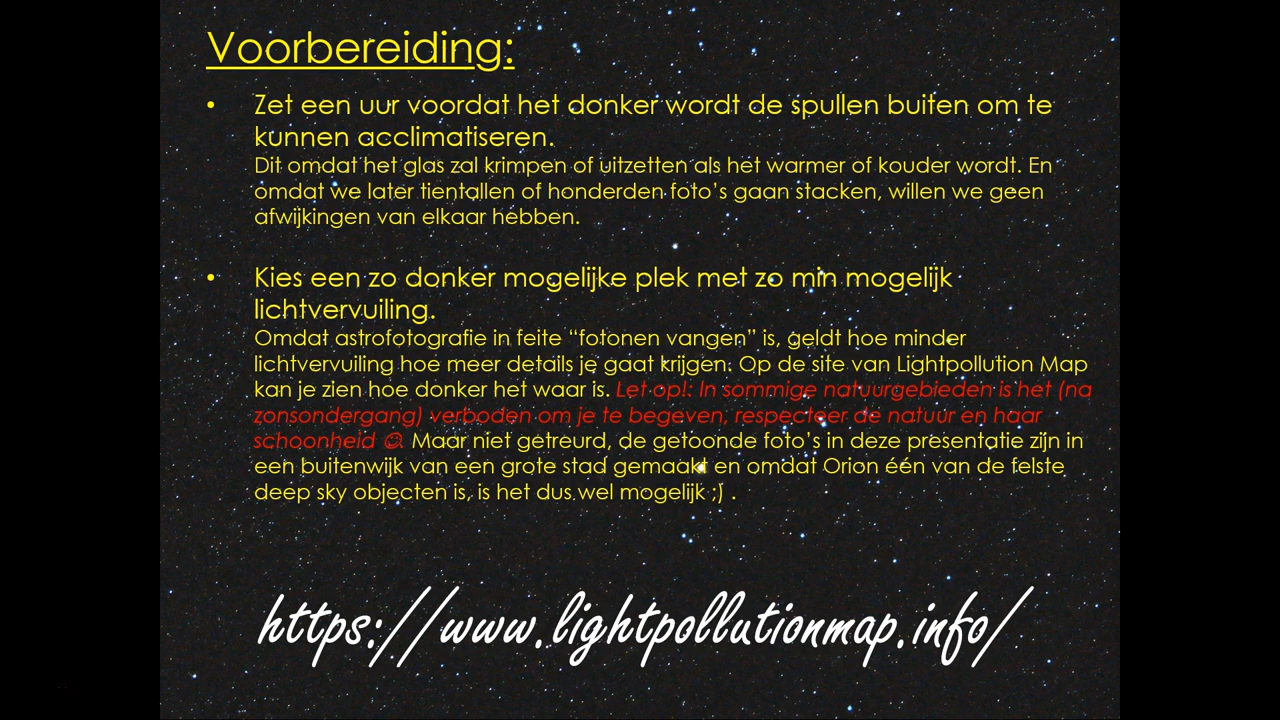 Voorbereiding:
• Zet een uur voordat het donker wordt de spullen buiten om te
kunnen acclimatiseren.
Dit omdat het glas zal krimpen of uitzetten als het warmer of kouder wordt. En
omdat we later tientallen of honderden foto's gaan stacken, willen we geen
afwijkingen van elkaar hebben.
• Kies een zo donker mogelijke plek met zo min mogelijk
lichtvervuiling.
Omdat astrofotografie in feite “fotonen vangen” is, geldt hoe minder
lichtvervuiling hoe meer details je gaat krijgen. Op de site van Lightpollution Map
kan je zien hoe donker het waar is. Let op!: In sommige natuurgebieden is het (na
zonsondergang) verboden om je te begeven, respecteer de natuur en haar
schoonheid ☺. Maar niet getreurd, de getoonde foto's in deze presentatie zijn in
een buitenwijk van een grote stad gemaakt en omdat Orion één van de felste
deep sky objecten is, is het dus wel mogelijk ;) .
https://www.lightpollutionmap.info/